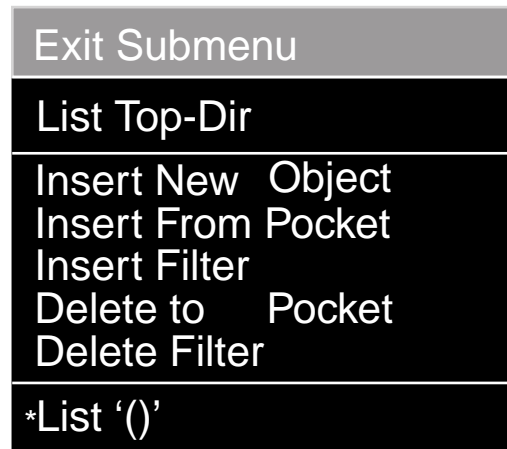 Exit Submenu
List Top-Dir
Insert New Object
Insert From Pocket
Insert Filter
Delete to Pocket
Delete Filter
*List ‘()’